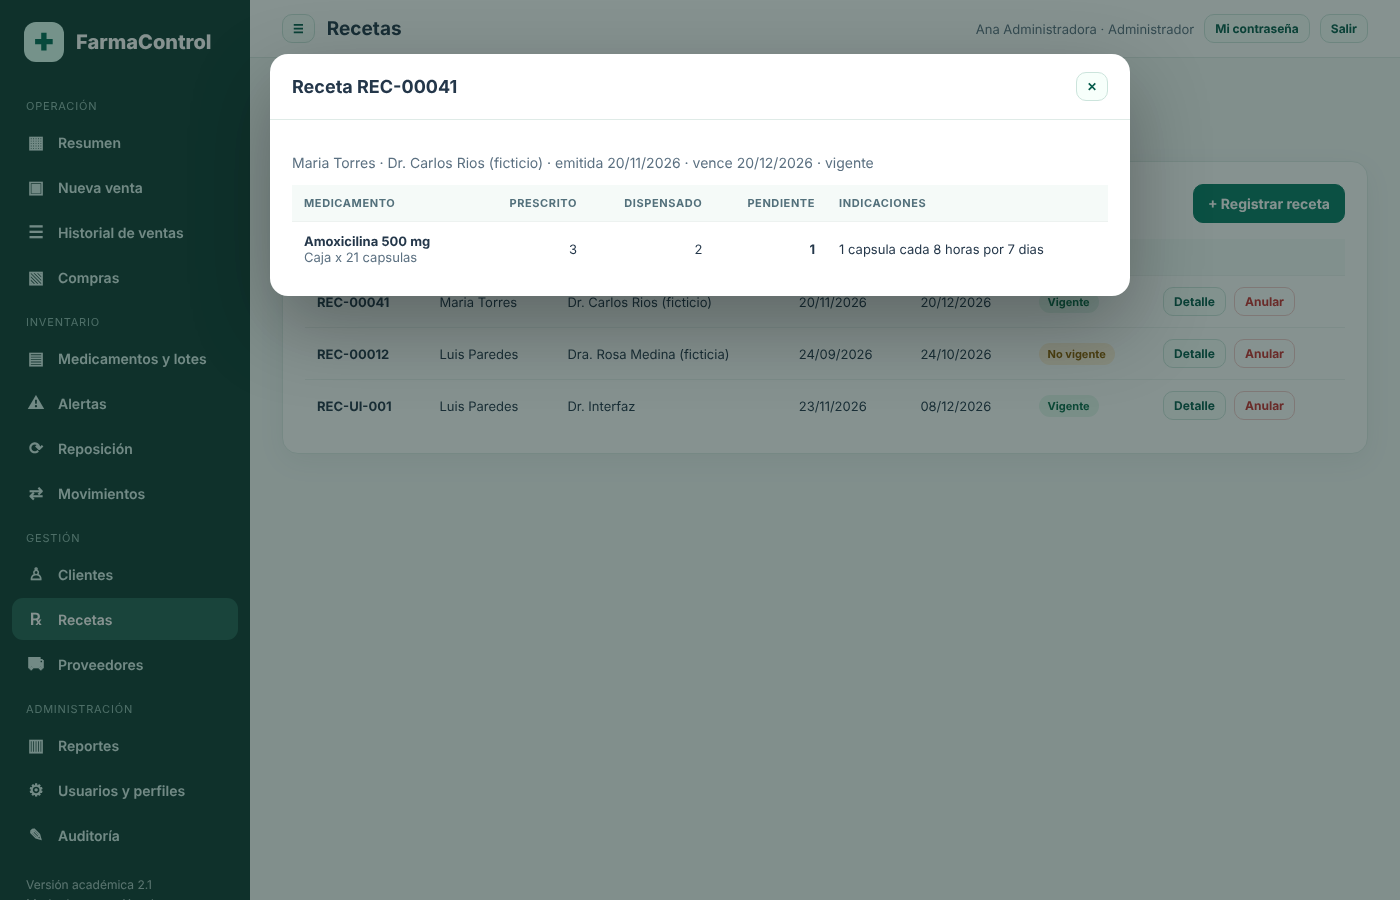 FarmaControl
OPERACIÓN
Resumen
Nueva venta
Historial de ventas
Compras
INVENTARIO
Medicamentos y lotes
Alertas
Reposición
Movimientos
GESTIÓN
Clientes
Recetas
Proveedores
ADMINISTRACIÓN
Reportes
Usuarios y perfiles
Auditoría
Versión académica 2.1
Recetas
Ana Administradora · Administrador
Mi contraseña
Salir
Receta REC-00041
×
Maria Torres · Dr. Carlos Rios (ficticio) · emitida 20/11/2026 · vence 20/12/2026 · vigente
MEDICAMENTO PRESCRITO DISPENSADO PENDIENTE INDICACIONES
Amoxicilina 500 mg 3 2 1 1 capsula cada 8 horas por 7 dias
Caja x 21 capsulas
+ Registrar receta
REC-00041 Maria Torres Dr. Carlos Rios (ficticio) 20/11/2026 20/12/2026 Vigente Detalle Anular
REC-00012 Luis Paredes Dra. Rosa Medina (ficticia) 24/09/2026 24/10/2026 No vigente Detalle Anular
REC-UI-001 Luis Paredes Dr. Interfaz 23/11/2026 08/12/2026 Vigente Detalle Anular